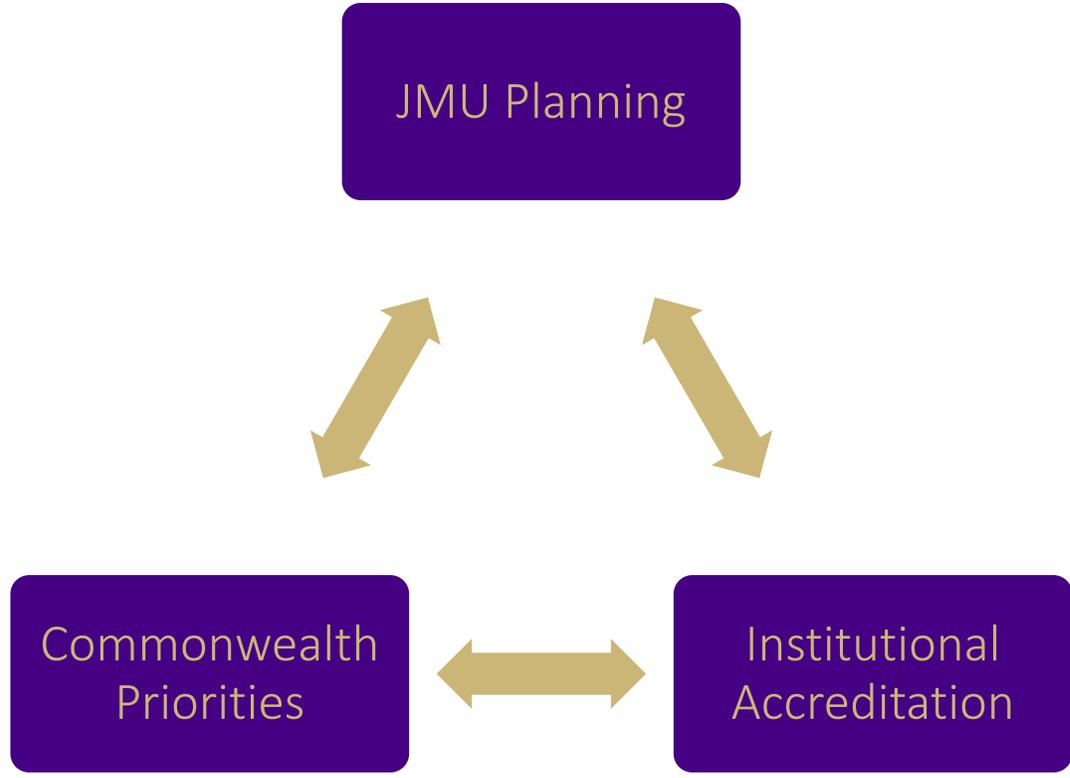 JMU Planning
Commonwealth
Priorities
Institutional
Accreditation